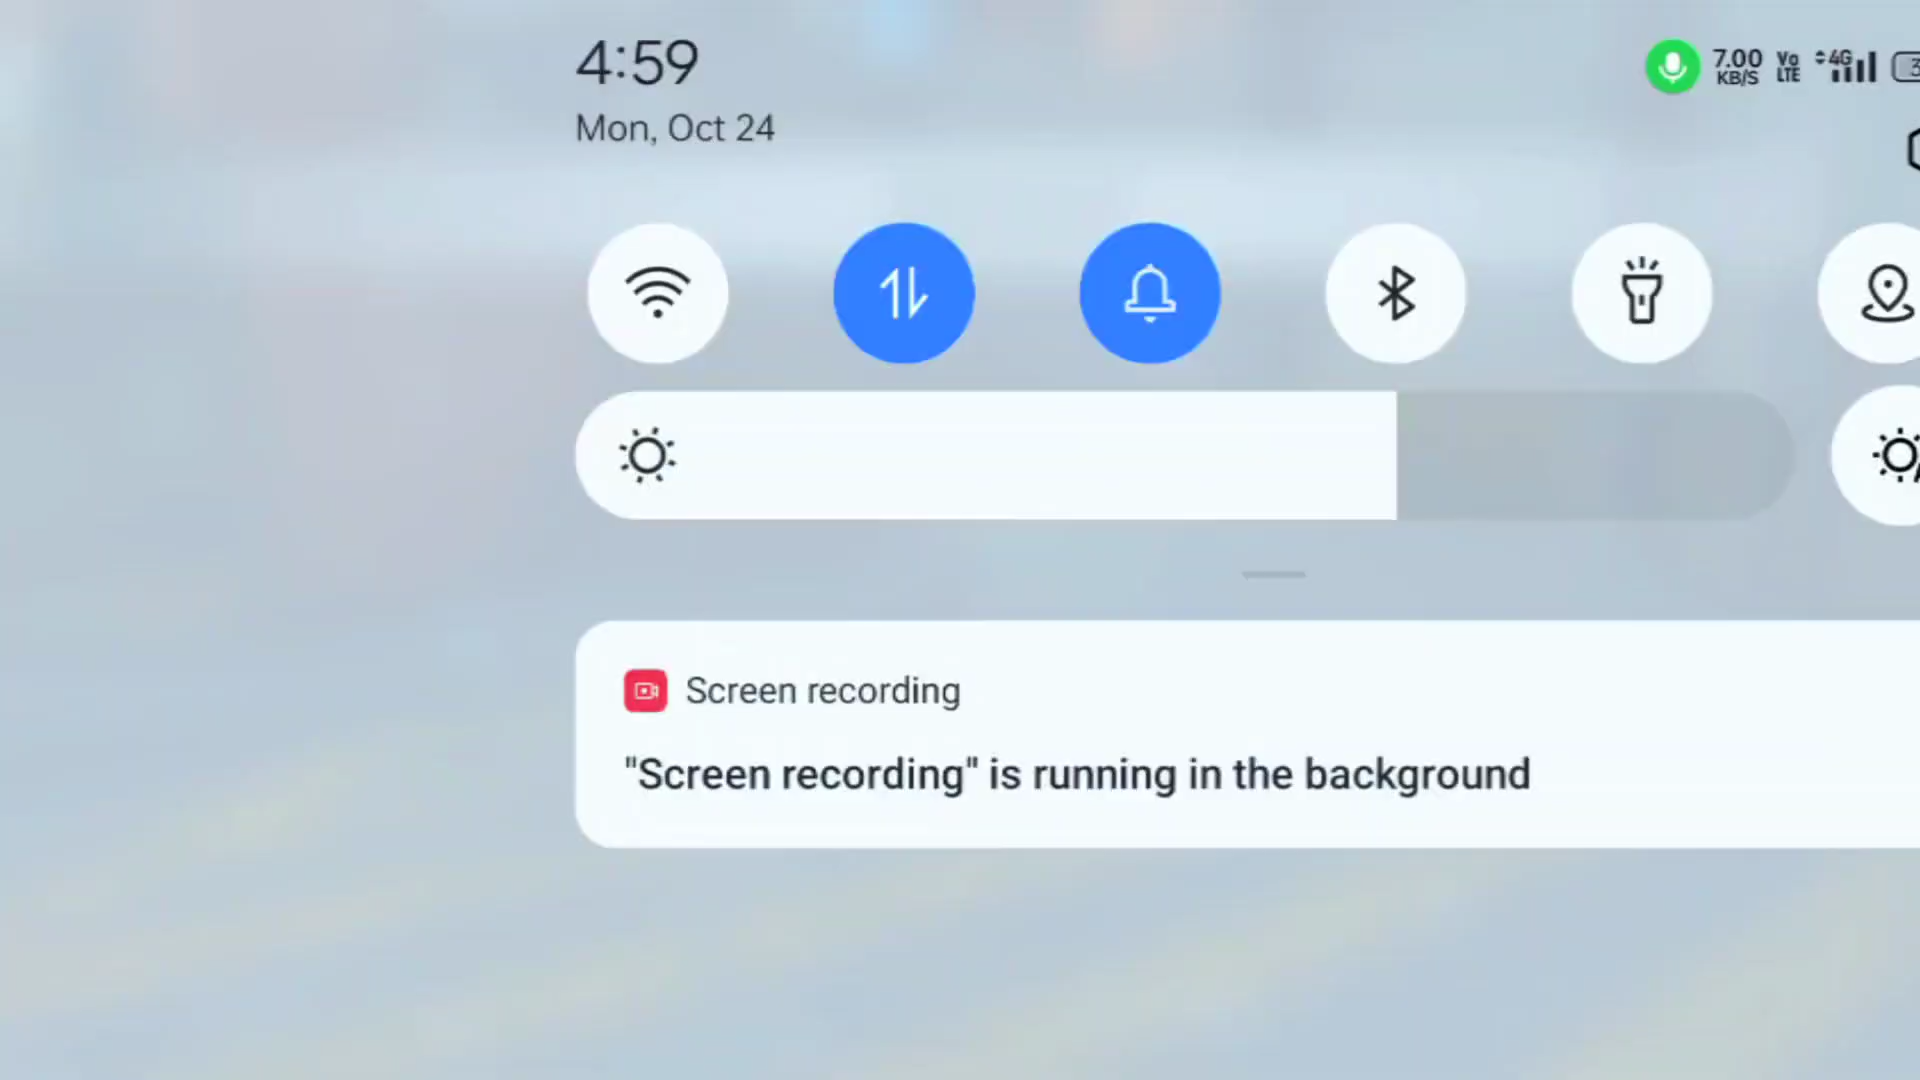 4:59
Mon, Oct 24
7.00
KB/S
Vo
LTE
4G
Screen recording
"Screen recording" is running in the background